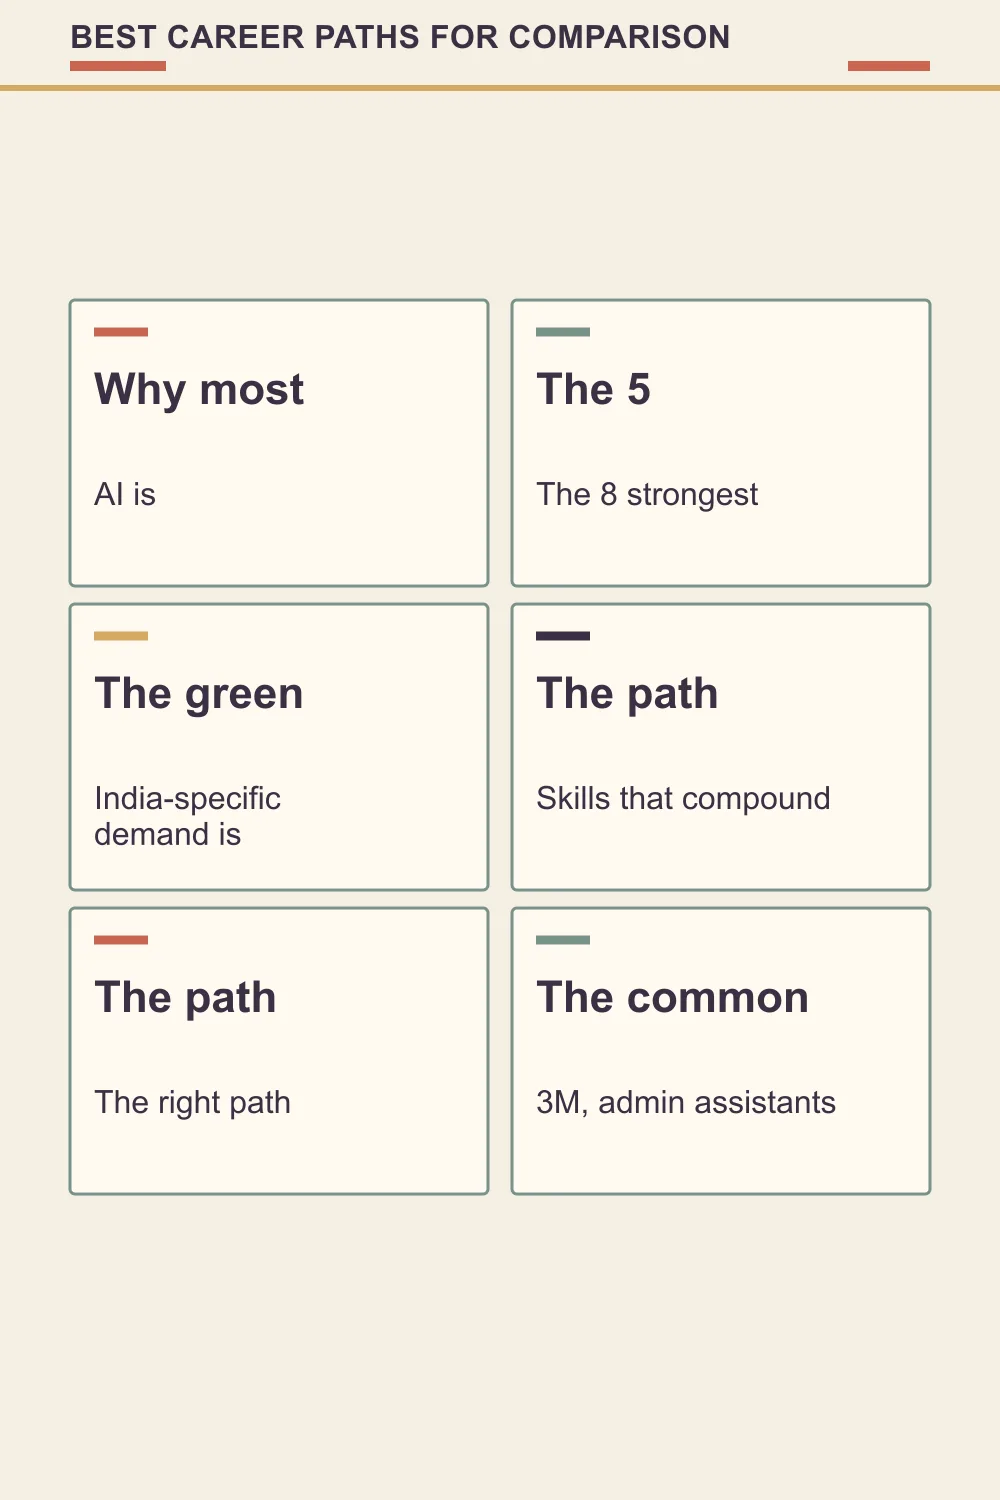 BEST CAREER PATHS FOR COMPARISON
Why most
AI is
The 5
The 8 strongest
The green
India-specific
demand is
The path
Skills that compound
The path
The right path
The common
3M, admin assistants